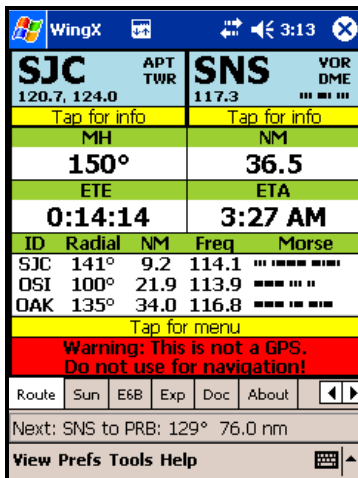 WingX 3:13
SJC APT TWR SNS VOR DME
120.7, 124.0 117.3
Tap for info Tap for info
MH NM
150° 36.5
ETE ETA
0:14:14 3:27 AM
ID Radial NM Freq Morse
SJC 141° 9.2 114.1
OSI 100° 21.9 113.9
OAK 135° 34.0 116.8
Tap for menu
Warning: This is not a GPS.
Do not use for navigation!
Route Sun E6B Exp Doc About
Next: SNS to PRB: 129° 76.0 nm
View Prefs Tools Help